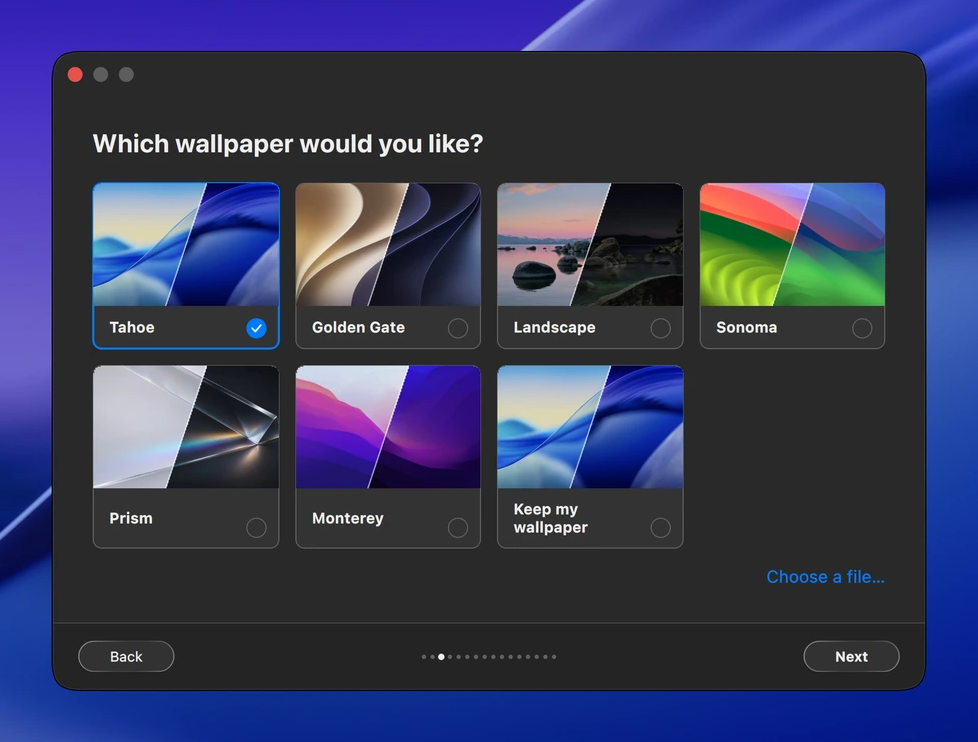 Which wallpaper would you like?
Tahoe
Golden Gate
Landscape
Sonoma
Prism
Monterey
Keep my
wallpaper
Choose a file...
Back
Next